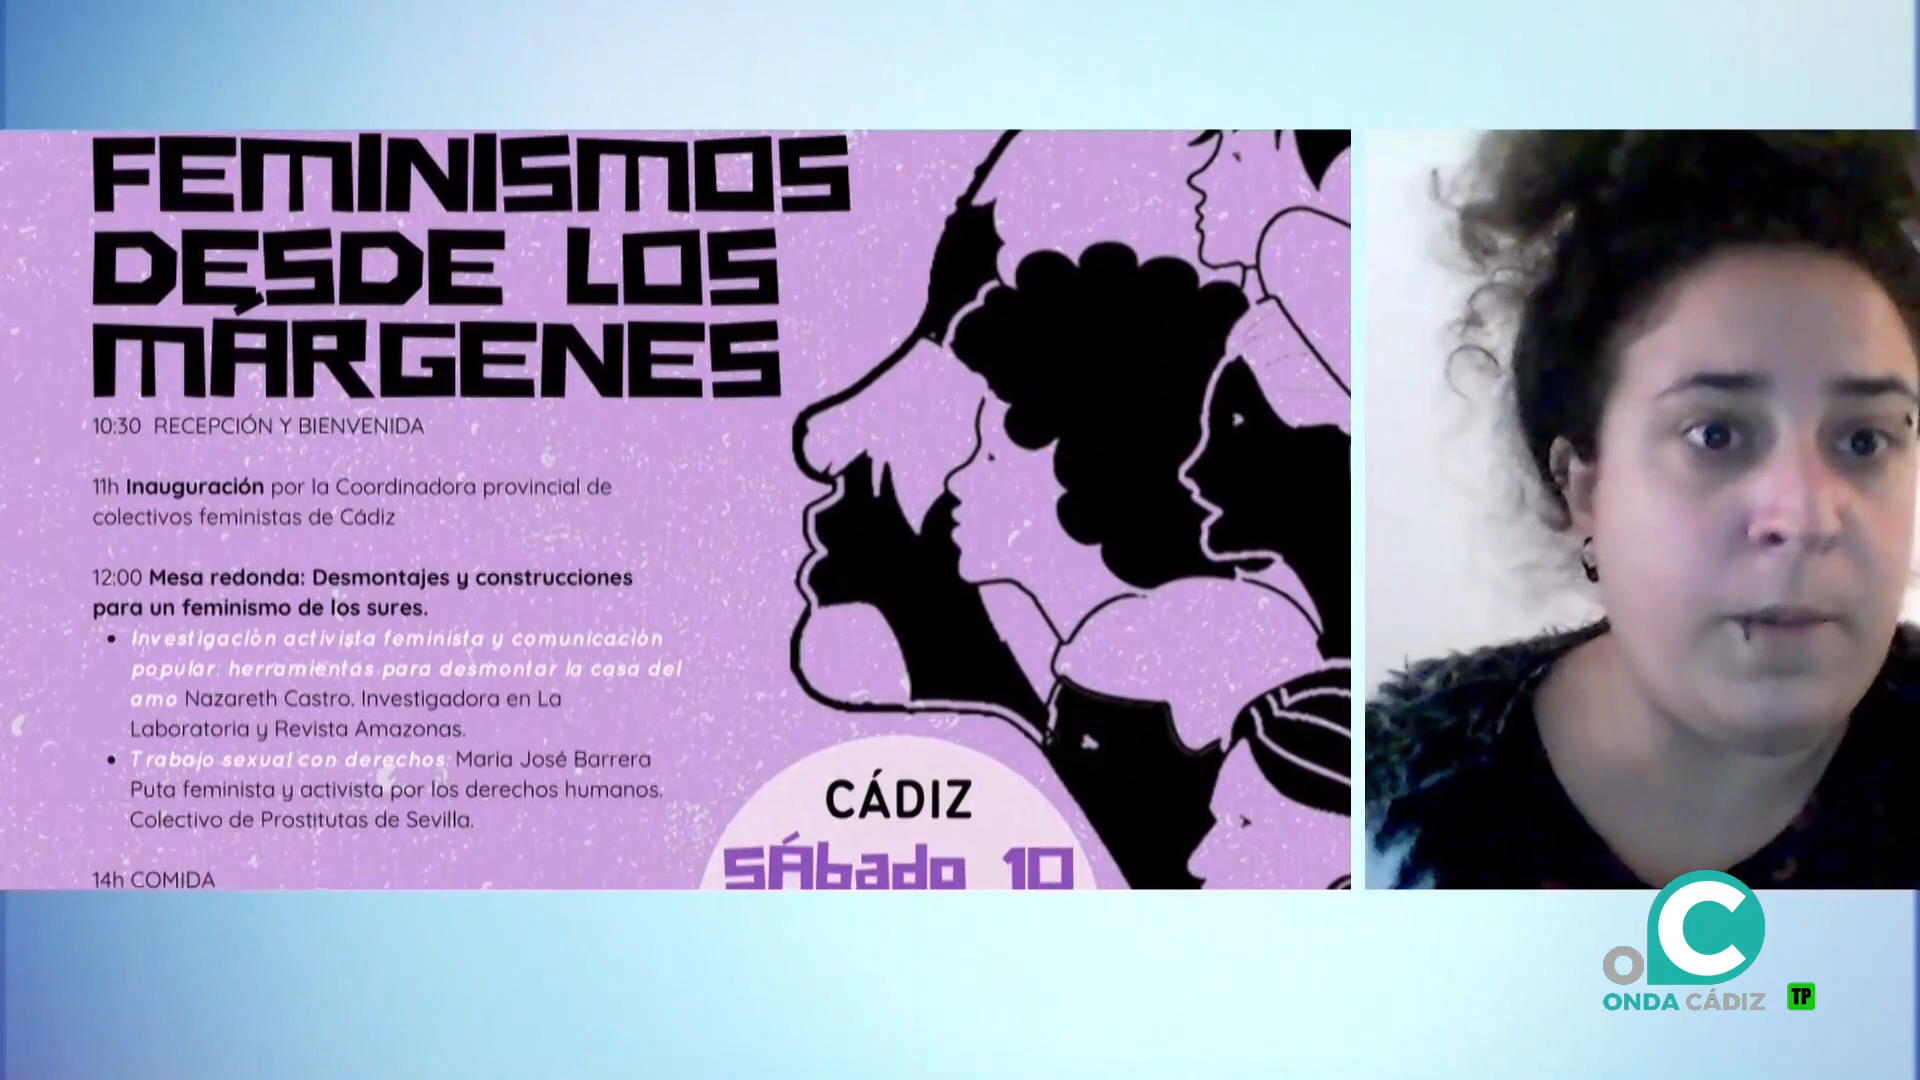 FEMINISMOS
DESDE LOS
MÁRGENES
10:30 RECEPCIÓN Y BIENVENIDA
11h Inauguración por la Coordinadora provincial de
colectivos feministas de Cádiz
12:00 Mesa redonda: Desmontajes y construcciones
para un feminismo de los sures.
• Investigación activista feminista y comunicación
popular: herramientas para desmontar la casa del
amo Nazareth Castro. Investigadora en La
Laboratoria y Revista Amazonas.
• Trabajo sexual con derechos. Maria José Barrera
Puta feminista y activista por los derechos humanos.
Colectivo de Prostitutas de Sevilla.
14h COMIDA
CÁDIZ
SÁbado 10
OC
ONDA CÁDIZ
TP